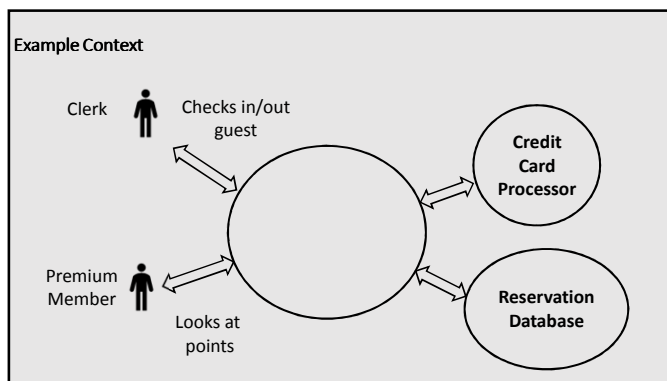 Example Context
Clerk
Checks in/out
guest
Credit
Card
Processor
Premium
Member
Looks at
points
Reservation
Database